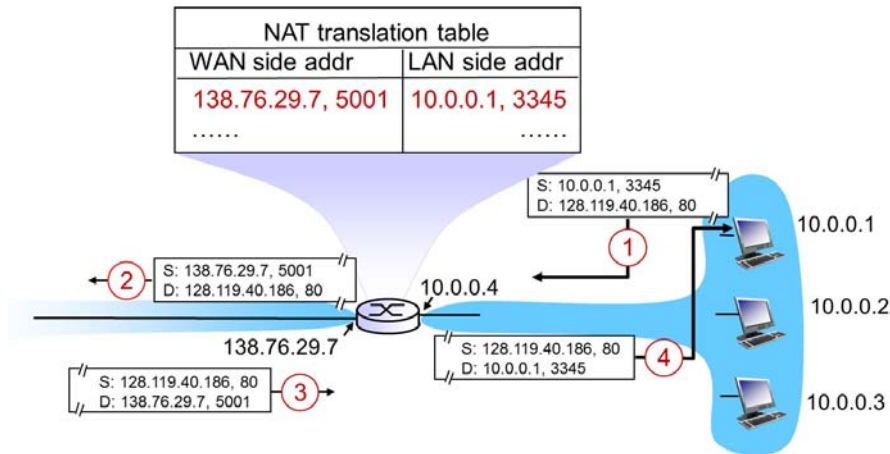 NAT translation table
WAN side addr LAN side addr
138.76.29.7, 5001 10.0.0.1, 3345
...... ......
S: 10.0.0.1, 3345
D: 128.119.40.186, 80
1
10.0.0.1
2
S: 138.76.29.7, 5001
D: 128.119.40.186, 80
10.0.0.4
10.0.0.2
138.76.29.7
S: 128.119.40.186, 80
D: 10.0.0.1, 3345
4
S: 128.119.40.186, 80
D: 138.76.29.7, 5001
3
10.0.0.3